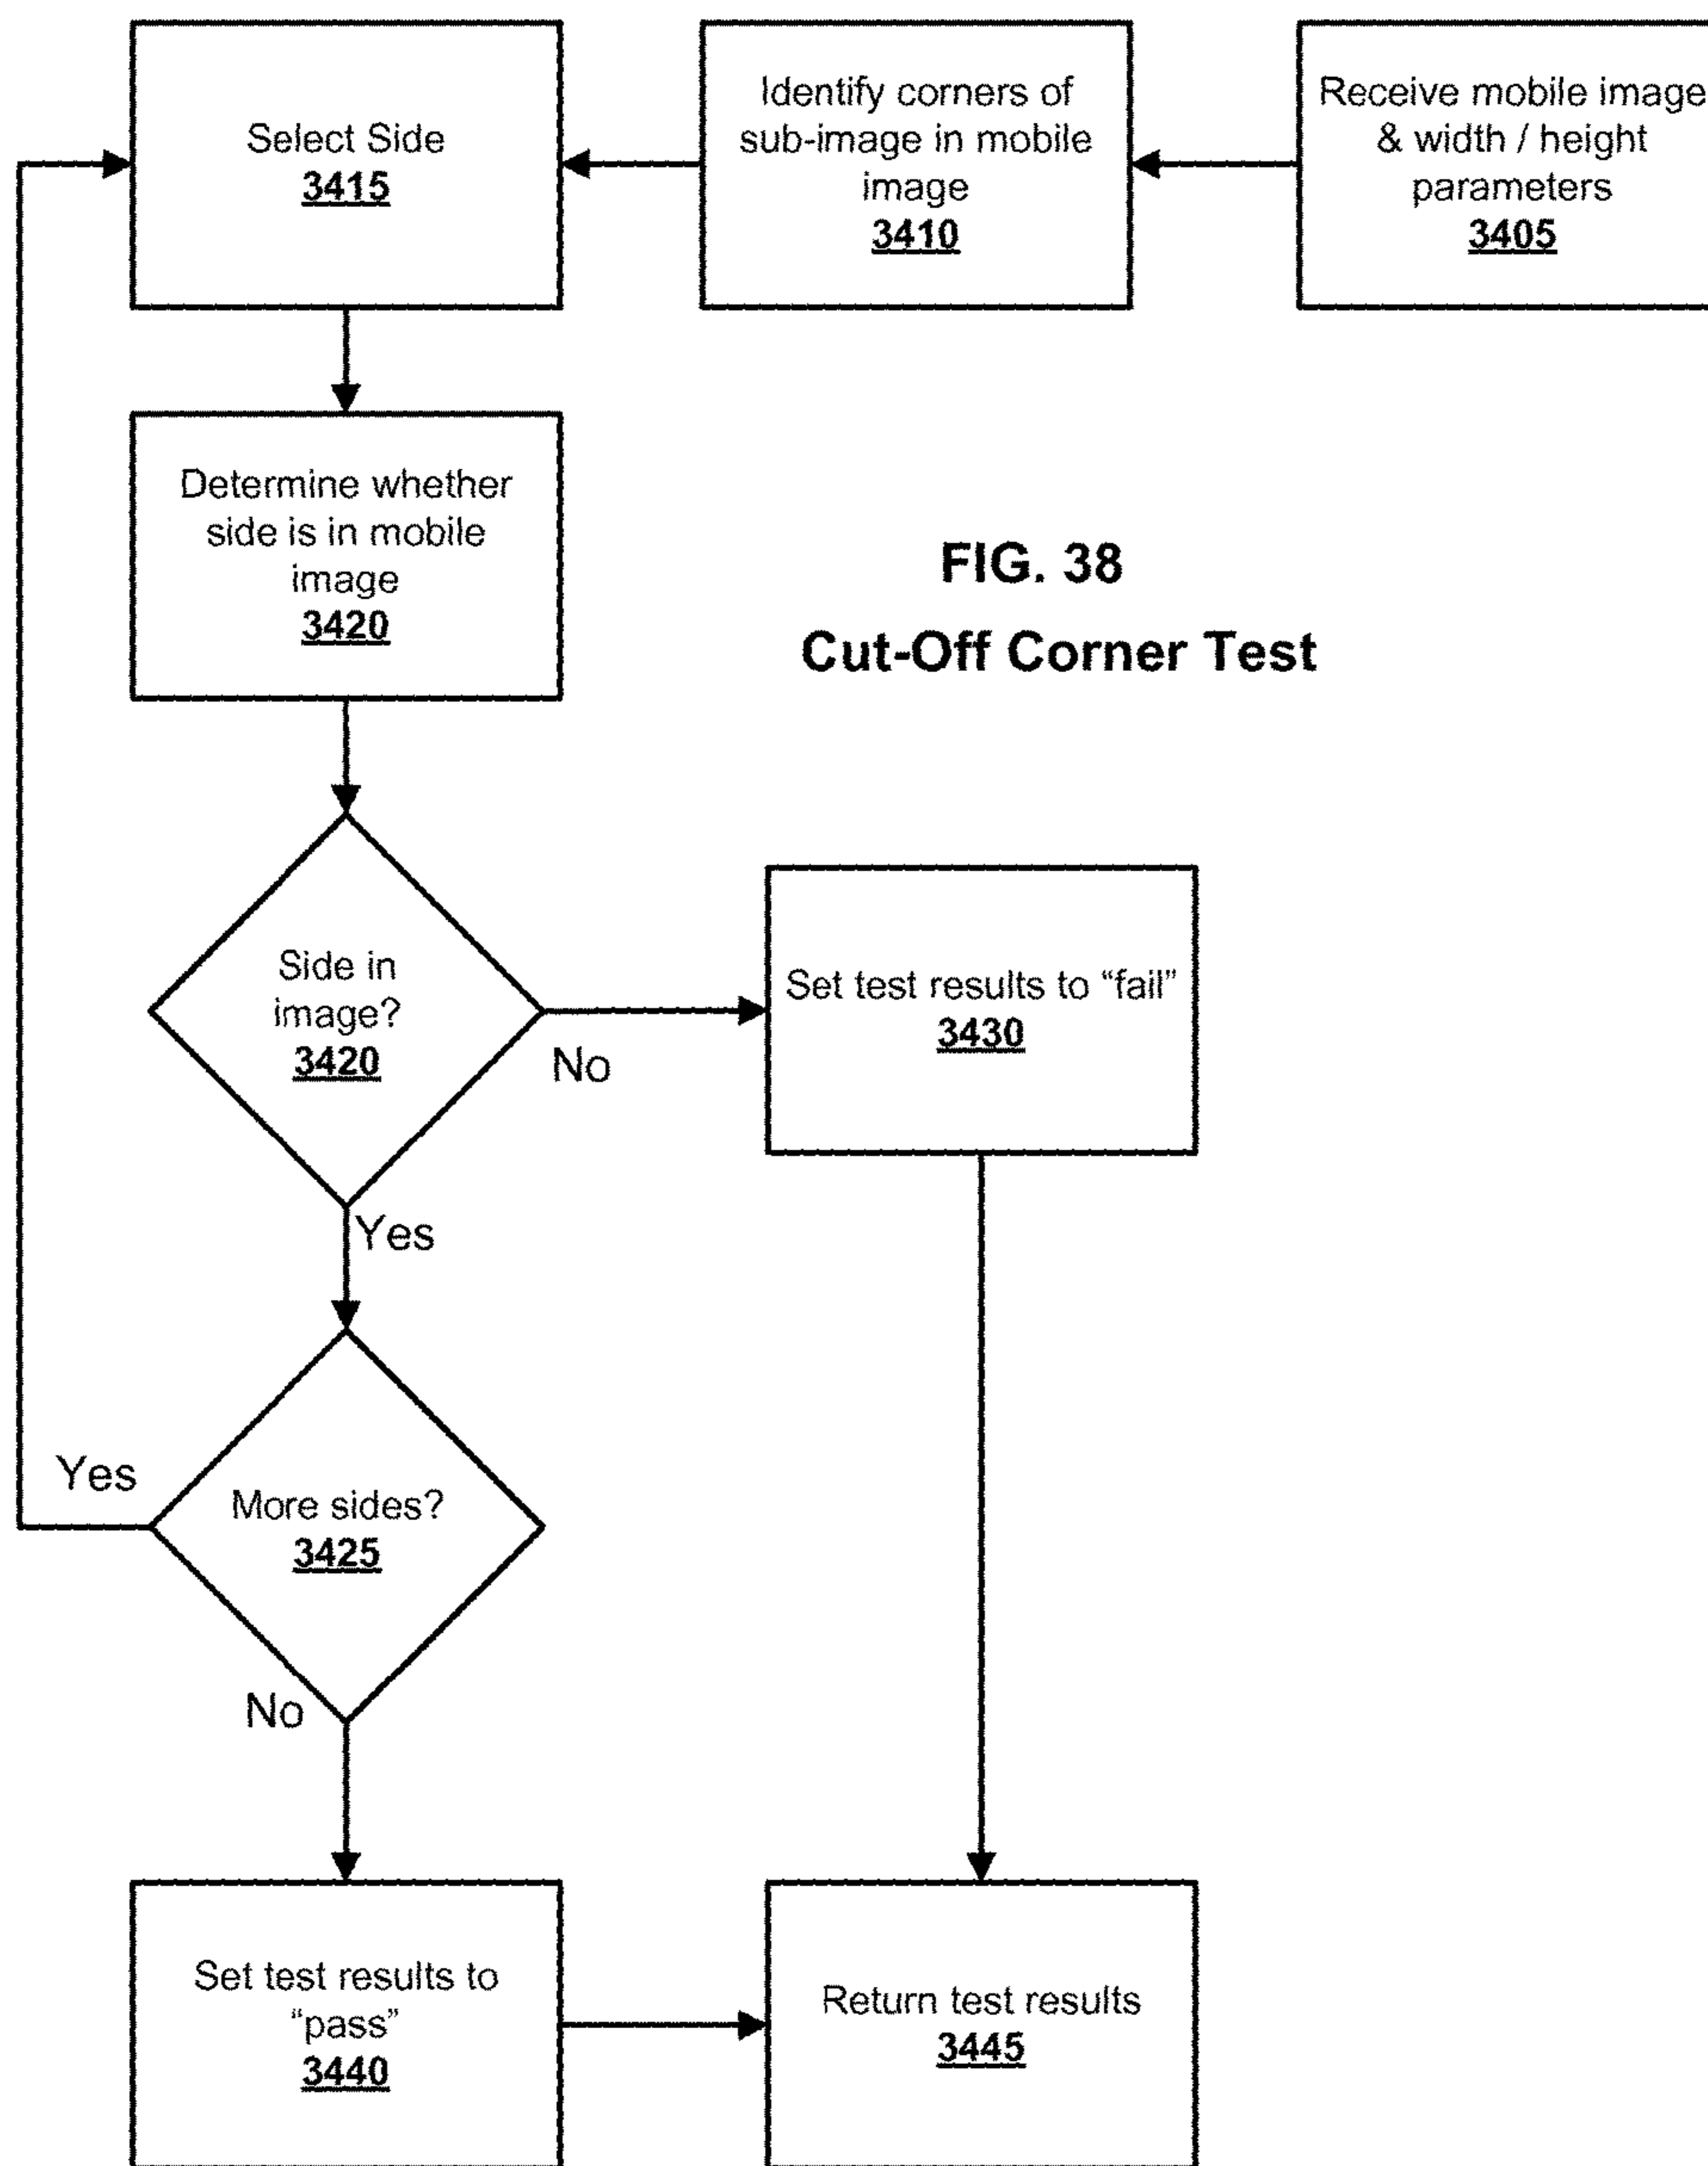 Receive mobile image
& width / height
parameters
3405
Identify corners of
sub-image in mobile
image
3410
Select Side
3415
Determine whether
side is in mobile
image
3420
FIG. 38
Cut-Off Corner Test
Side in
image?
3420
No
Set test results to “fail”
3430
Yes
More sides?
3425
Yes
No
Set test results to
“pass”
3440
Return test results
3445